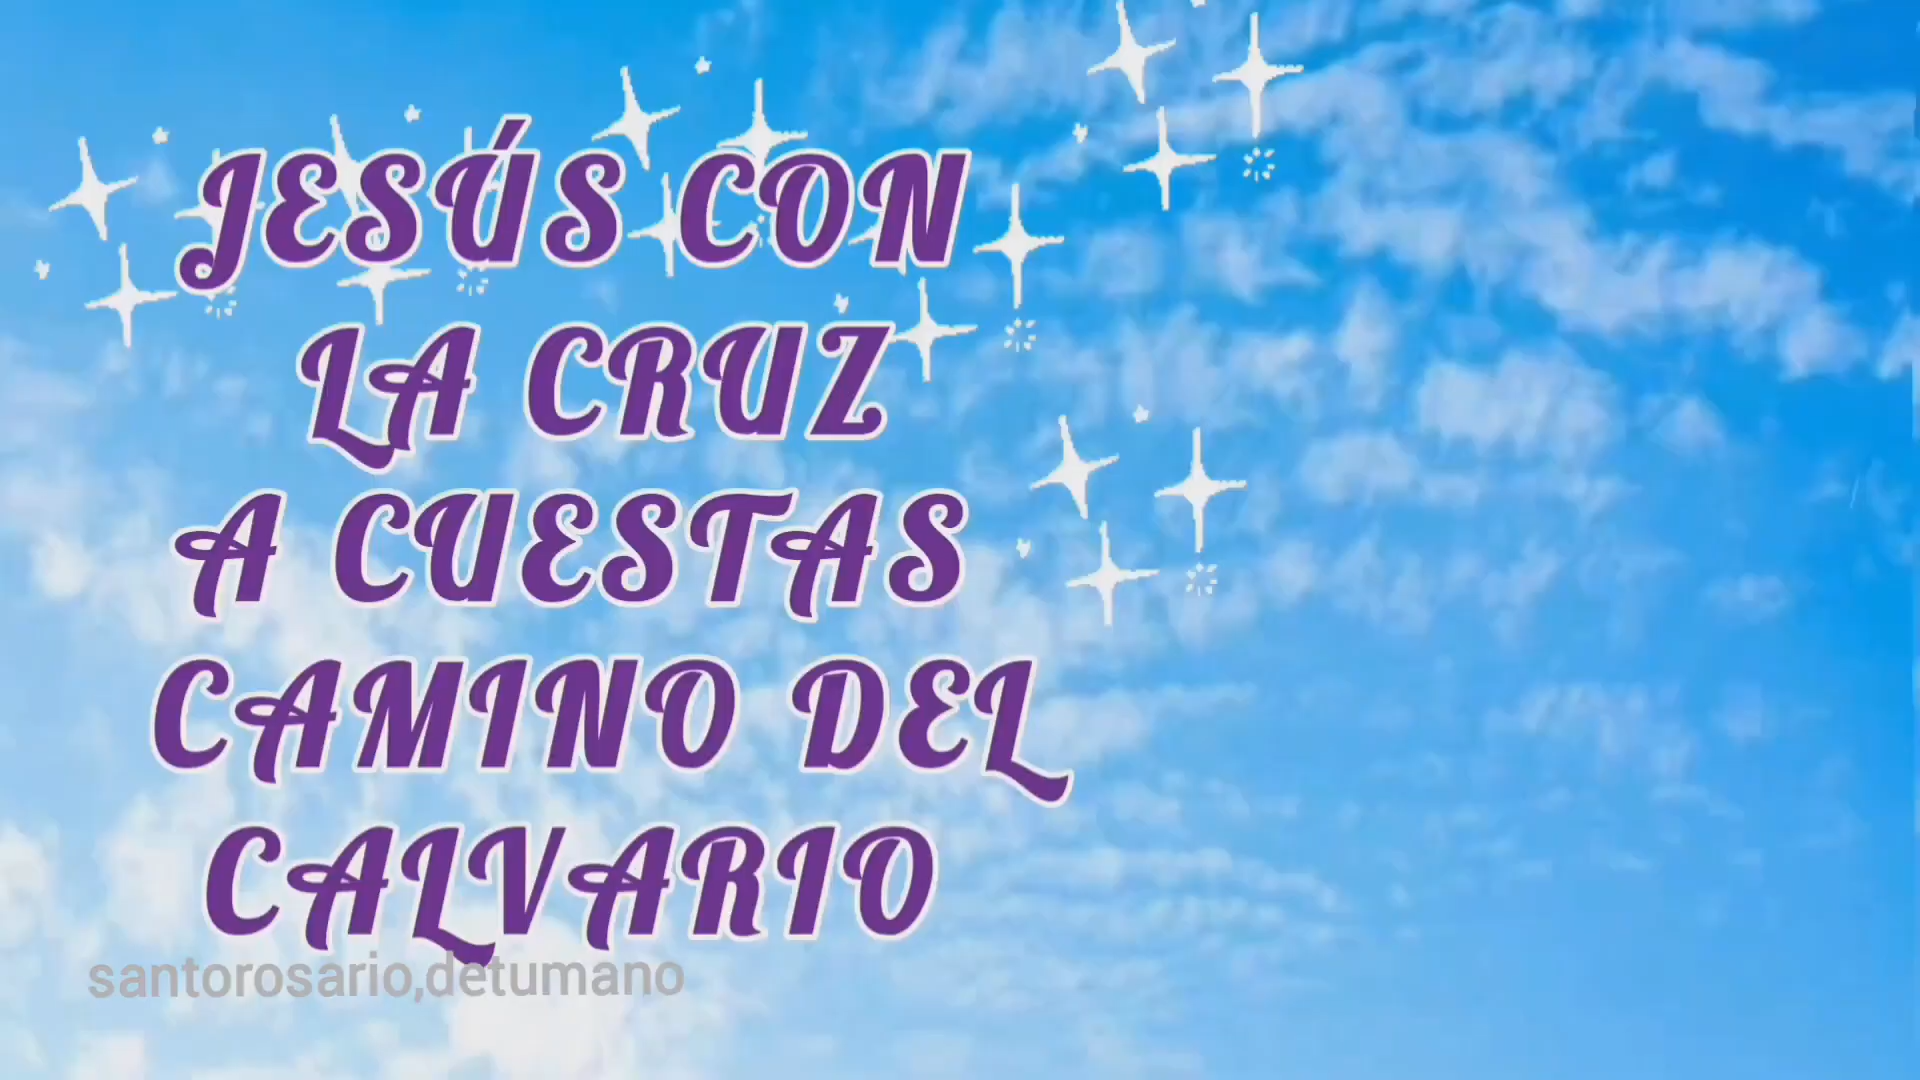 JESÚS CON
LA CRUZ
A CUESTAS
CAMINO DEL
CALVARIO
santorosario,detumano